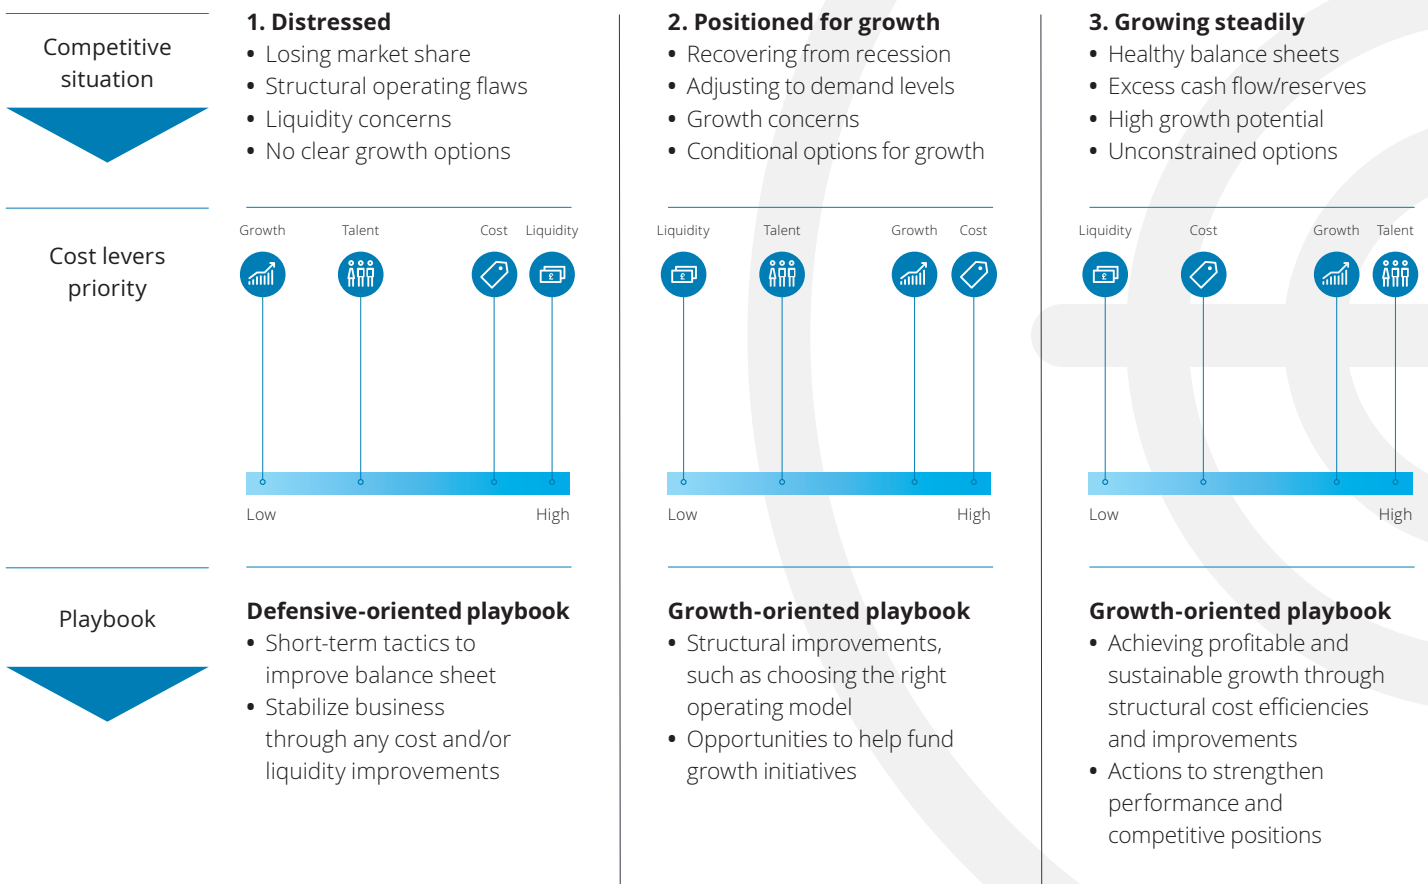 Competitive
situation
1. Distressed
• Losing market share
• Structural operating flaws
• Liquidity concerns
• No clear growth options
2. Positioned for growth
• Recovering from recession
• Adjusting to demand levels
• Growth concerns
• Conditional options for growth
3. Growing steadily
• Healthy balance sheets
• Excess cash flow/reserves
• High growth potential
• Unconstrained options
Cost levers
priority
Growth Talent Cost Liquidity
£
Low High
Liquidity Talent Growth Cost
£
Low High
Liquidity Cost Growth Talent
£
Low High
Playbook
Defensive-oriented playbook
• Short-term tactics to
improve balance sheet
• Stabilize business
through any cost and/or
liquidity improvements
Growth-oriented playbook
• Structural improvements,
such as choosing the right
operating model
• Opportunities to help fund
growth initiatives
Growth-oriented playbook
• Achieving profitable and
sustainable growth through
structural cost efficiencies
and improvements
• Actions to strengthen
performance and
competitive positions